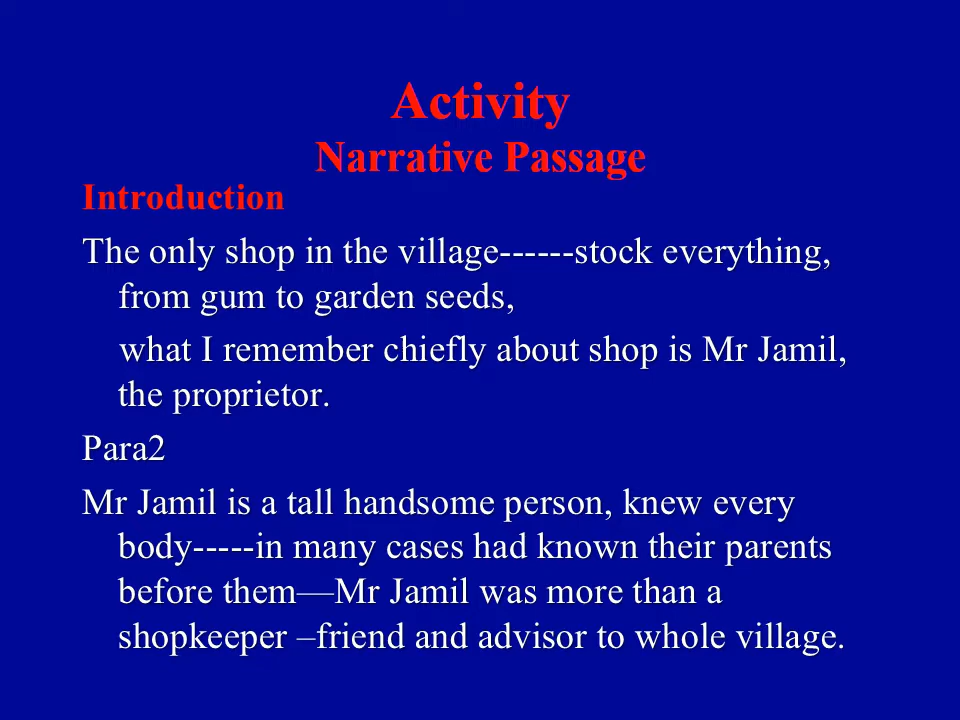 Activity
Narrative Passage
Introduction
The only shop in the village------stock everything,
from gum to garden seeds,
what I remember chiefly about shop is Mr Jamil,
the proprietor.
Para2
Mr Jamil is a tall handsome person, knew every
body-----in many cases had known their parents
before them—Mr Jamil was more than a
shopkeeper –friend and advisor to whole village.